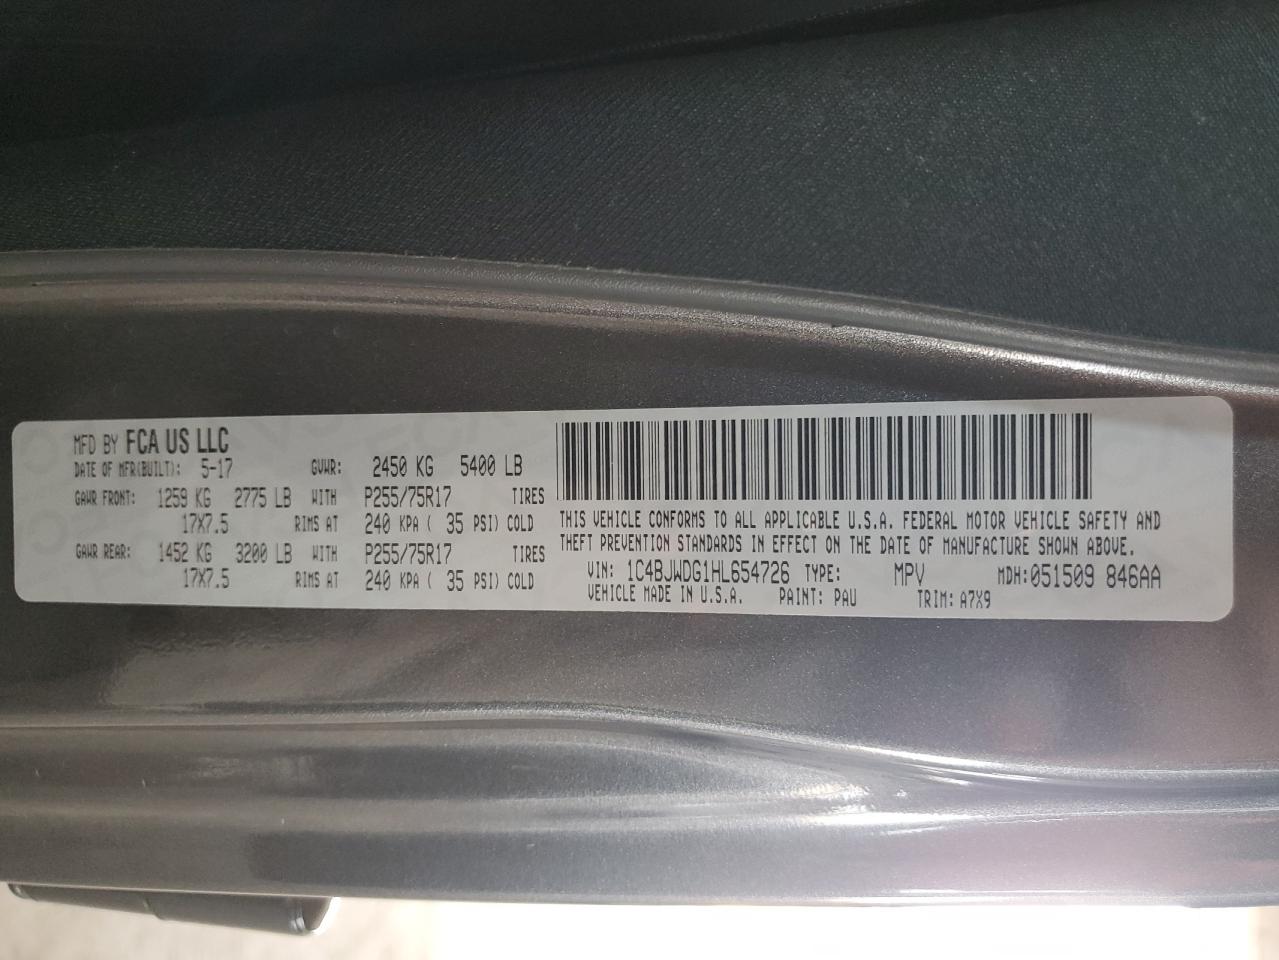 MFD BY FCA US LLC
DATE OF MFR(BUILT): 5-17 GVWR: 2450 KG 5400 LB
GAWR FRONT: 1259 KG 2775 LB WITH P255/75R17 TIRES
17X7.5 RIMS AT 240 KPA ( 35 PSI) COLD
GAWR REAR: 1452 KG 3200 LB WITH P255/75R17 TIRES
17X7.5 RIMS AT 240 KPA ( 35 PSI) COLD
THIS VEHICLE CONFORMS TO ALL APPLICABLE U.S.A. FEDERAL MOTOR VEHICLE SAFETY AND
THEFT PREVENTION STANDARDS IN EFFECT ON THE DATE OF MANUFACTURE SHOWN ABOVE.
VIN: 1C4BJWDG1HL654726 TYPE: MPV MDH:051509 846AA
VEHICLE MADE IN U.S.A. PAINT: PAU TRIM: A7X9